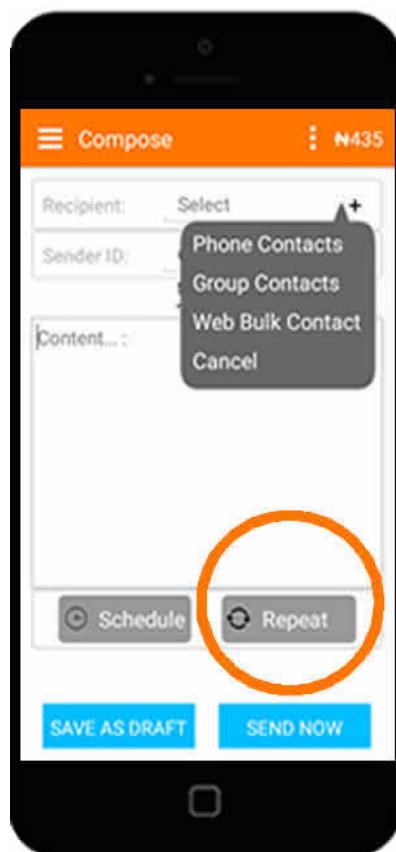 Compose ₦435
Recipient: Select +
Sender ID:
Phone Contacts
Group Contacts
Web Bulk Contact
Cancel
Content... :
Schedule Repeat
SAVE AS DRAFT SEND NOW